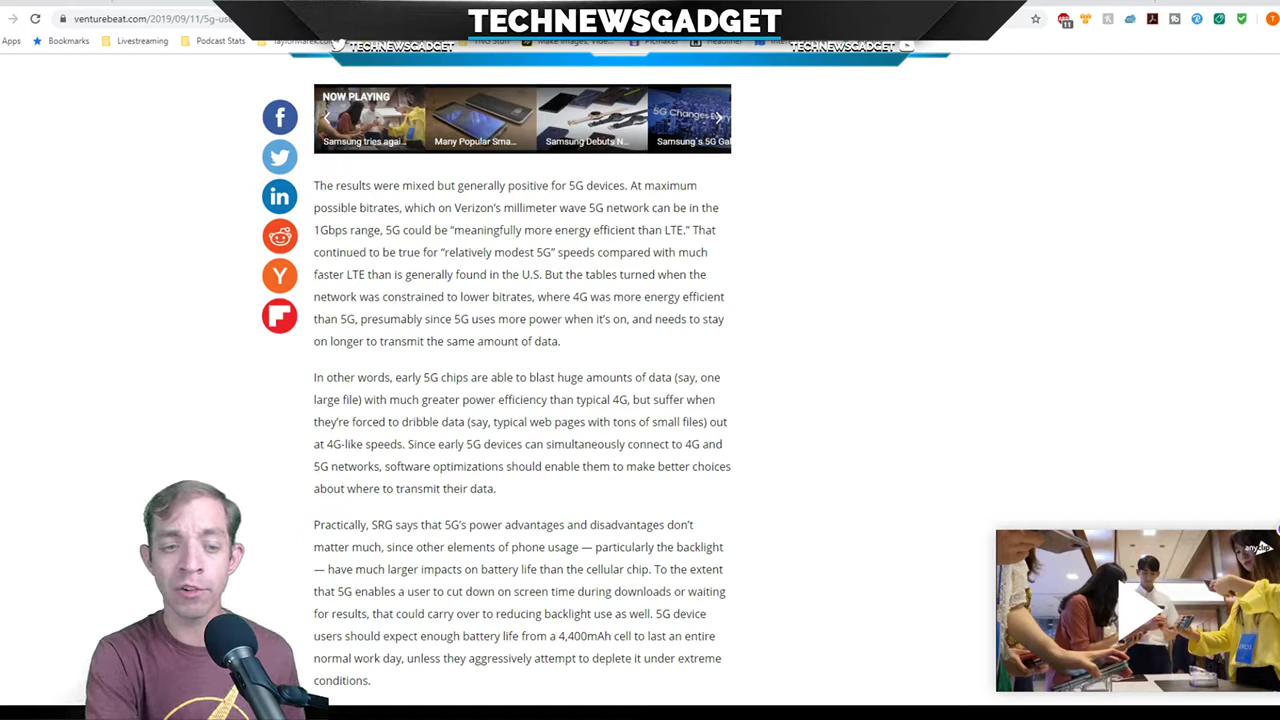 TECHNEWSGADGET
venturebeat.com/2019/09/11/5g-use
Apps Bookmarks Livestreaming Podcast Stats
TECHNEWSGADGET TECHNEWSGADGET
NOW PLAYING
Samsung tries agai... Many Popular Sma... Samsung Debuts N... Samsung's 5G Gal
5G Changes Every
The results were mixed but generally positive for 5G devices. At maximum
possible bitrates, which on Verizon's millimeter wave 5G network can be in the
1Gbps range, 5G could be “meaningfully more energy efficient than LTE.” That
continued to be true for “relatively modest 5G” speeds compared with much
faster LTE than is generally found in the U.S. But the tables turned when the
network was constrained to lower bitrates, where 4G was more energy efficient
than 5G, presumably since 5G uses more power when it's on, and needs to stay
on longer to transmit the same amount of data.
In other words, early 5G chips are able to blast huge amounts of data (say, one
large file) with much greater power efficiency than typical 4G, but suffer when
they're forced to dribble data (say, typical web pages with tons of small files) out
at 4G-like speeds. Since early 5G devices can simultaneously connect to 4G and
5G networks, software optimizations should enable them to make better choices
about where to transmit their data.
Practically, SRG says that 5G's power advantages and disadvantages don't
matter much, since other elements of phone usage — particularly the backlight
— have much larger impacts on battery life than the cellular chip. To the extent
that 5G enables a user to cut down on screen time during downloads or waiting
for results, that could carry over to reducing backlight use as well. 5G device
users should expect enough battery life from a 4,400mAh cell to last an entire
normal work day, unless they aggressively attempt to deplete it under extreme
conditions.
any clip